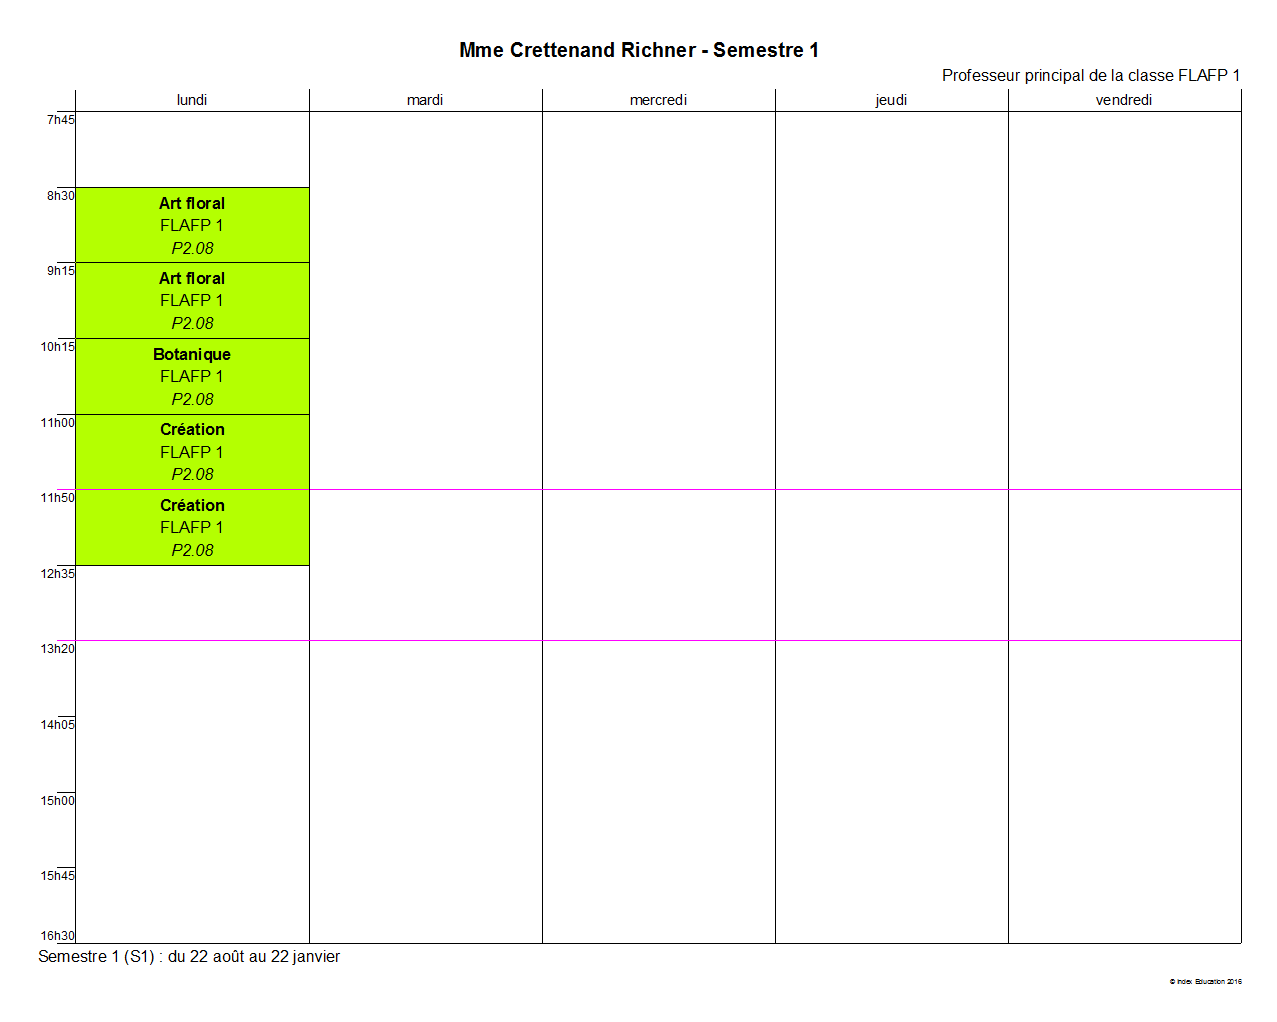 Mme Crettenand Richner - Semestre 1
Professeur principal de la classe FLAFP 1
lundi mardi mercredi jeudi vendredi
7h45
8h30
Art floral
FLAFP 1
P2.08
9h15
Art floral
FLAFP 1
P2.08
10h15
Botanique
FLAFP 1
P2.08
11h00
Création
FLAFP 1
P2.08
11h50
Création
FLAFP 1
P2.08
12h35
13h20
14h05
15h00
15h45
16h30
Semestre 1 (S1) : du 22 août au 22 janvier
© Index Education 2016